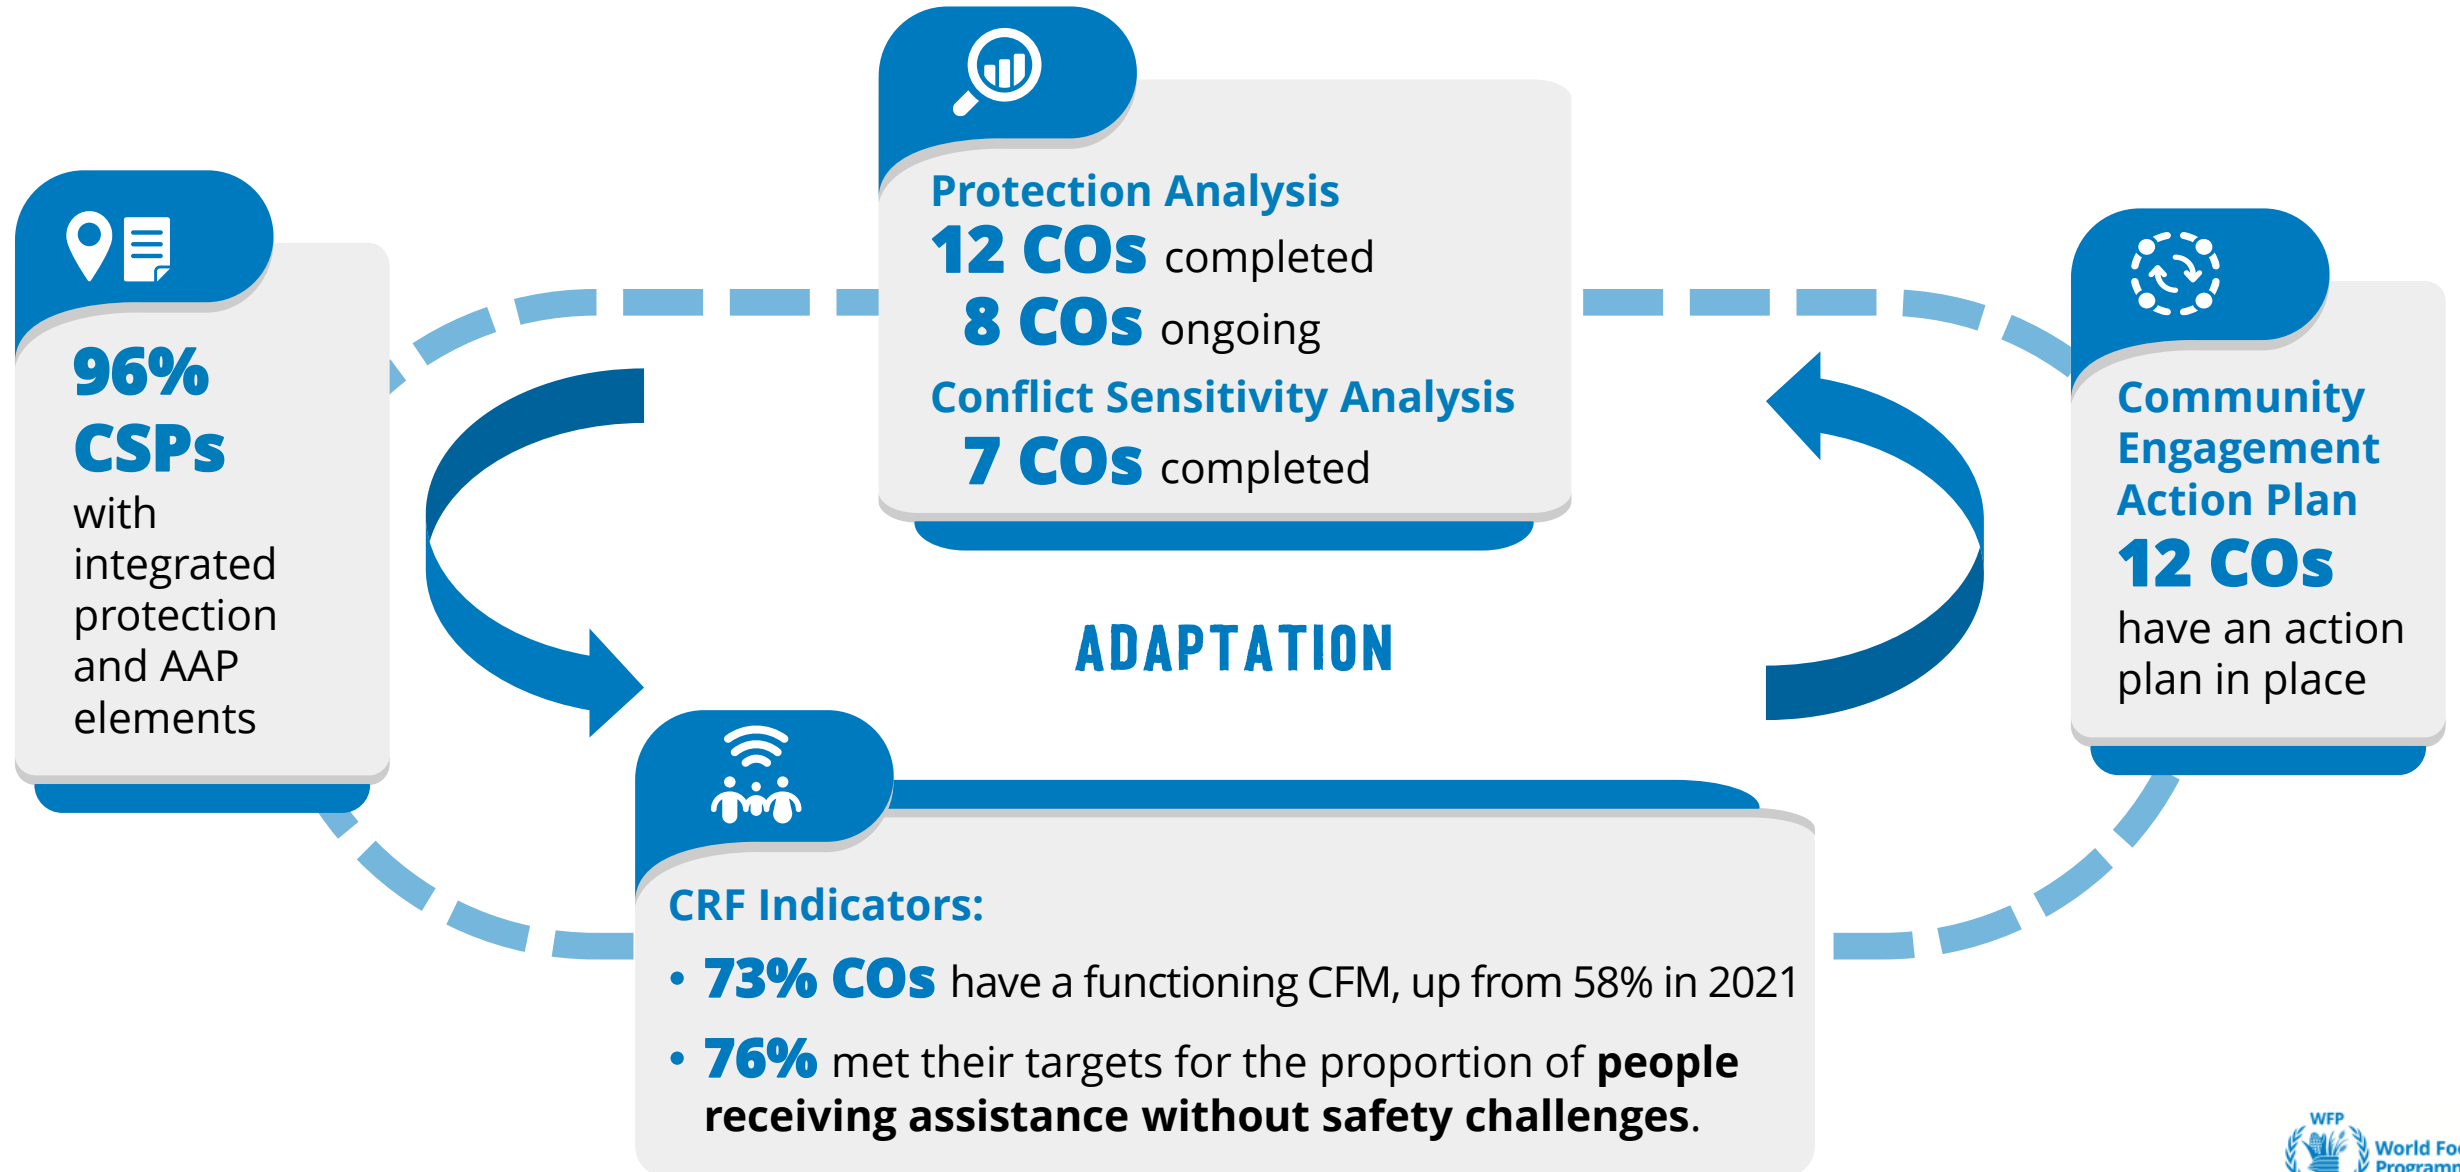 96%
CSPs
with
integrated
protection
and AAP
elements
Protection Analysis
12 COs completed
8 COs ongoing
Conflict Sensitivity Analysis
7 COs completed
Community
Engagement
Action Plan
12 COs
have an action
plan in place
ADAPTATION
CRF Indicators:
• 73% COs have a functioning CFM, up from 58% in 2021
• 76% met their targets for the proportion of people
receiving assistance without safety challenges.
WFP
World